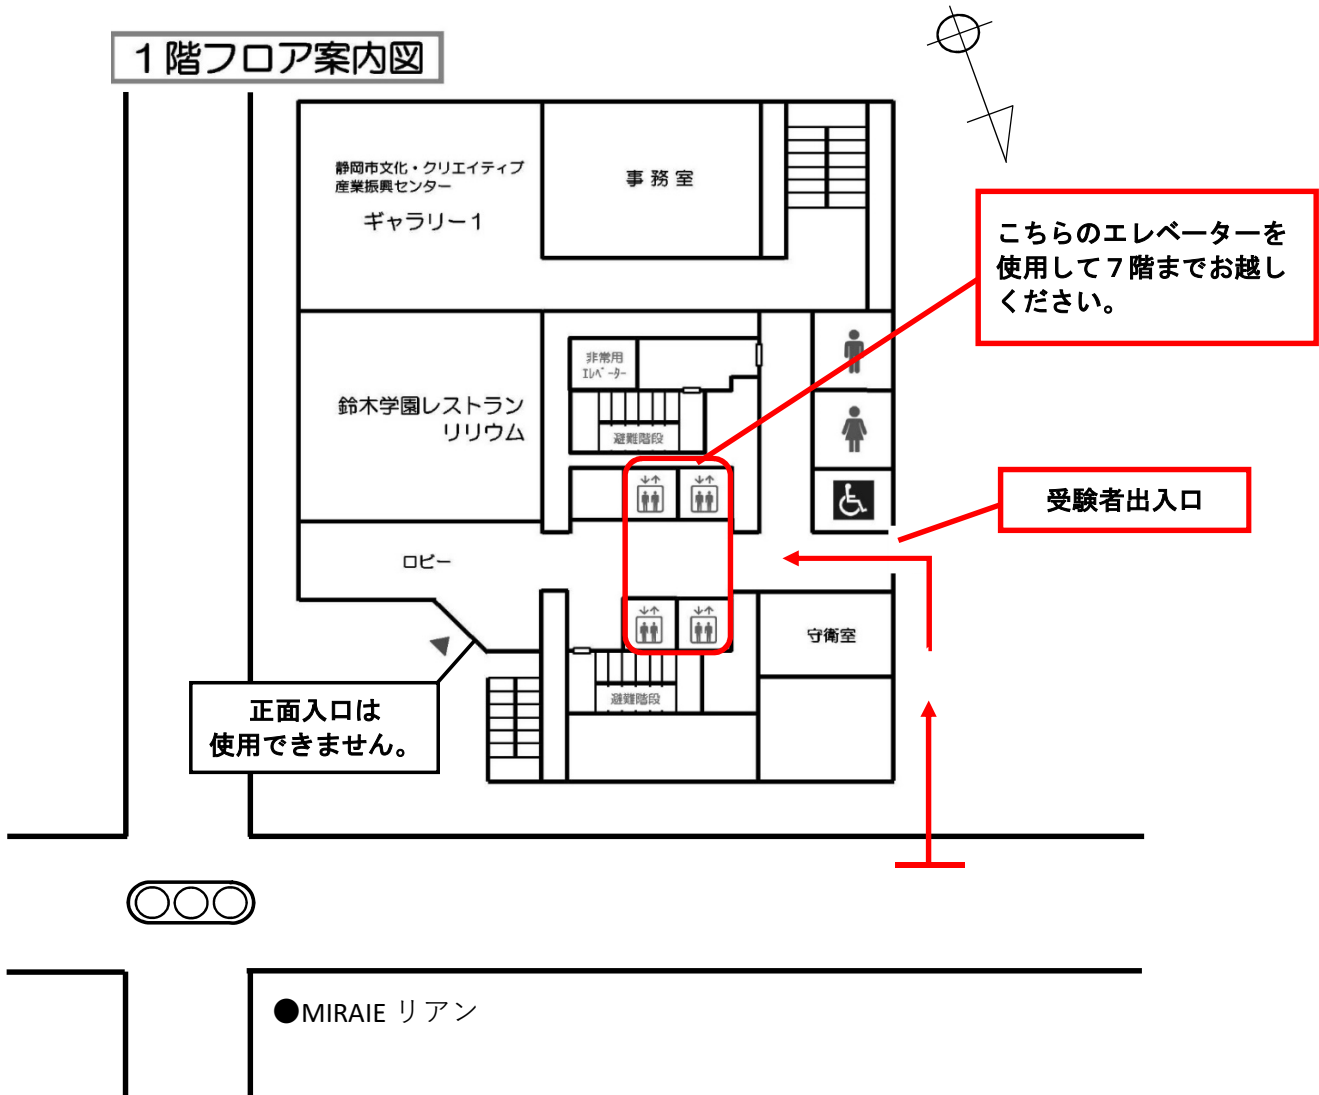 １階フロア案内図
静岡市文化・クリエイティブ
産業振興センター
ギャラリー１
事務室
こちらのエレベーターを
使用して７階までお越し
ください。
非常用
ｴﾚﾍﾞｰﾀｰ
鈴木学園レストラン
リリウム
避難階段
受験者出入口
ロビー
守衛室
避難階段
正面入口は
使用できません。
●MIRAIE リアン